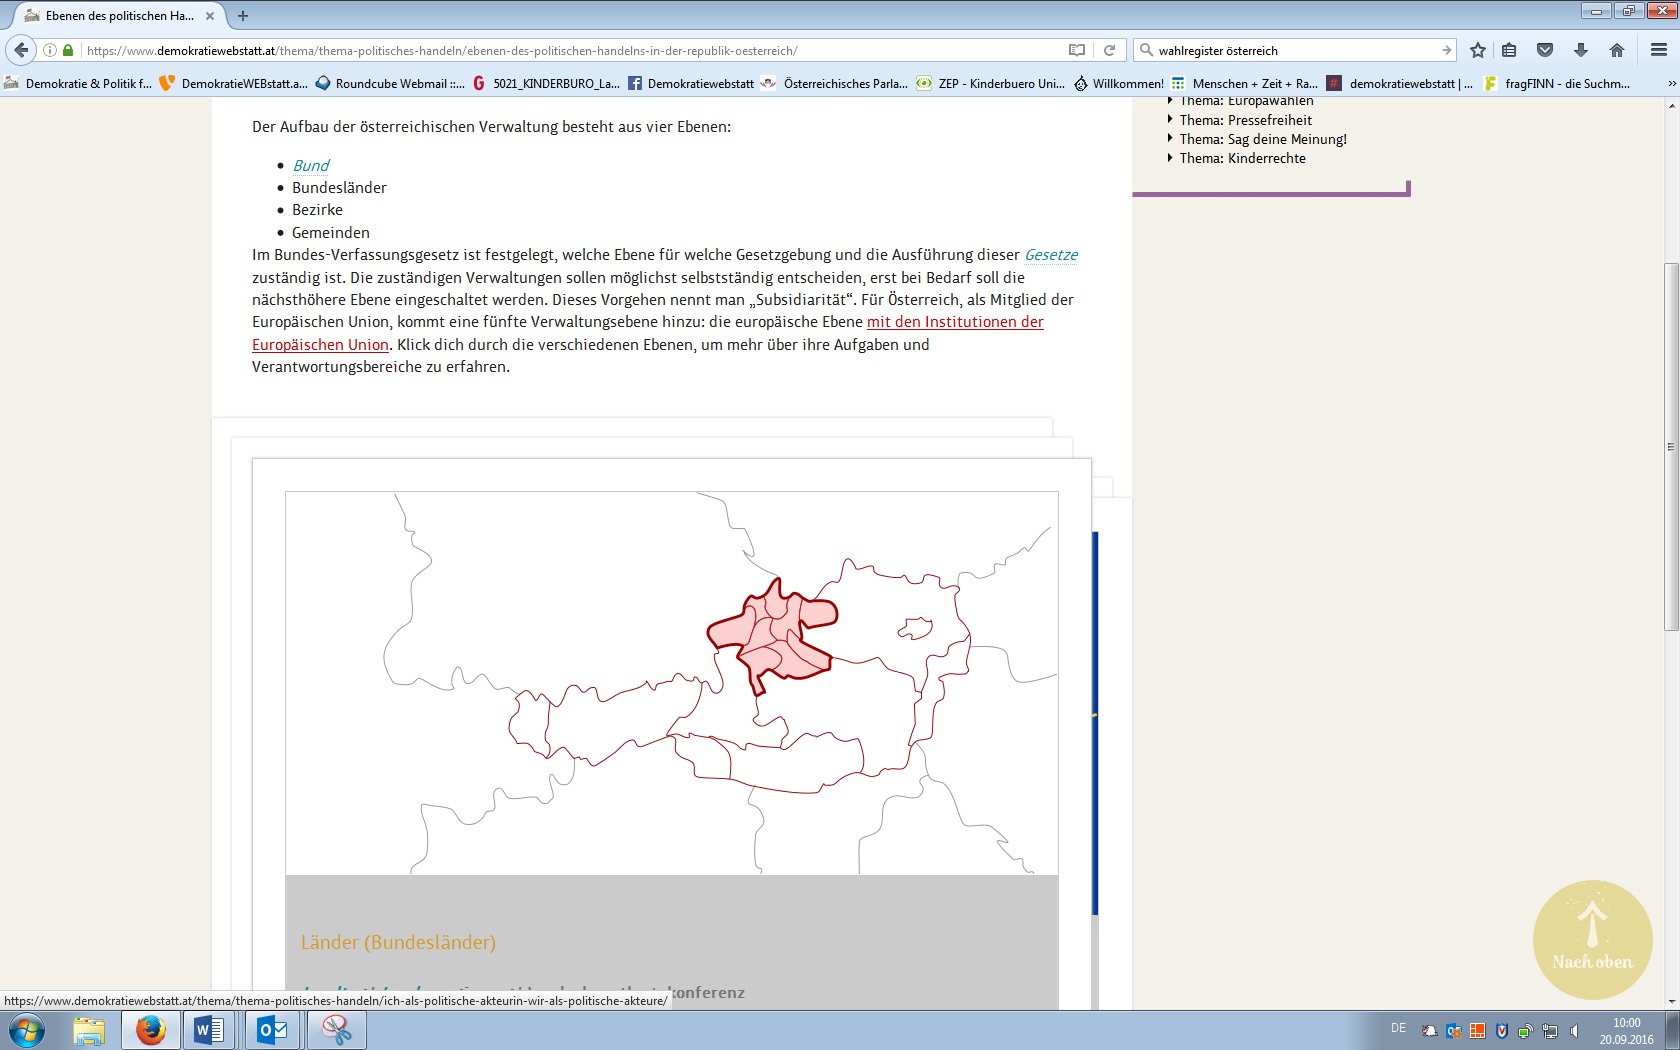 Ebenen des politischen Ha...
https://www.demokratiewebstatt.at/thema/thema-politisches-handeln/ebenen-des-politischen-handelns-in-der-republik-oesterreich/
wahlregister österreich
Demokratie & Politik f... DemokratieWEBstatt.a... Roundcube Webmail ::... 5021_KINDERBÜRO_La... Demokratiewebstatt Österreichisches Parla... ZEP - Kinderbuero Uni... Willkommen! Menschen + Zeit + Ra... demokratiewebstatt | ... fragFINN - die Suchm...
Thema: Europawahlen
Thema: Pressefreiheit
Thema: Sag deine Meinung!
Thema: Kinderrechte
Der Aufbau der österreichischen Verwaltung besteht aus vier Ebenen:
Bund
Bundesländer
Bezirke
Gemeinden
Im Bundes-Verfassungsgesetz ist festgelegt, welche Ebene für welche Gesetzgebung und die Ausführung dieser Gesetze
zuständig ist. Die zuständigen Verwaltungen sollen möglichst selbstständig entscheiden, erst bei Bedarf soll die
nächsthöhere Ebene eingeschaltet werden. Dieses Vorgehen nennt man „Subsidiarität“. Für Österreich, als Mitglied der
Europäischen Union, kommt eine fünfte Verwaltungsebene hinzu: die europäische Ebene mit den Institutionen der
Europäischen Union. Klick dich durch die verschiedenen Ebenen, um mehr über ihre Aufgaben und
Verantwortungsbereiche zu erfahren.
Länder (Bundesländer)
konferenz
Nach oben
https://www.demokratiewebstatt.at/thema/thema-politisches-handeln/ich-als-politische-akteurin-wir-als-politische-akteure/
DE
10:00
20.09.2016